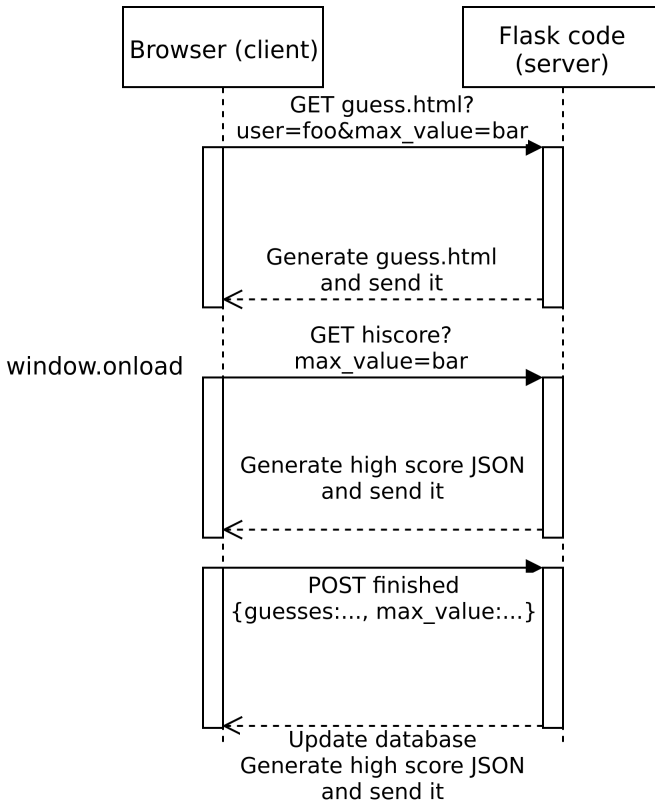 Browser (client)
Flask code
(server)
GET guess.html?
user=foo&max_value=bar
Generate guess.html
and send it
GET hiscore?
max_value=bar
window.onload
Generate high score JSON
and send it
POST finished
{guesses:..., max_value:...}
Update database
Generate high score JSON
and send it